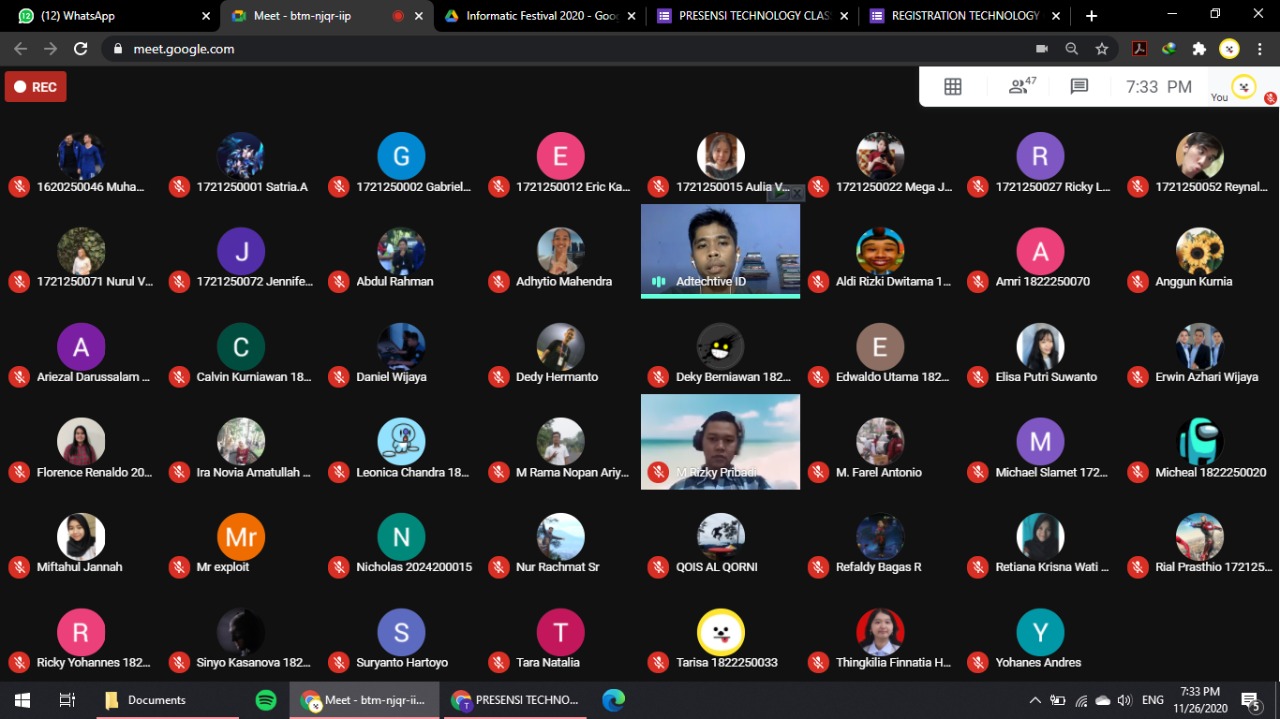 (12) WhatsApp
Meet - btm-njqr-iip
Informatic Festival 2020 - Goo
PRESENSI TECHNOLOGY CLAS
REGISTRATION TECHNOLOGY
meet.google.com
REC
47
7:33 PM
You
G
E
R
1620250046 Muha...
1721250001 Satria.A
1721250002 Gabriel...
1721250012 Eric Ka...
1721250015 Aulia V...
1721250022 Mega J...
1721250027 Ricky L...
1721250052 Reynal...
J
A
1721250071 Nurul V...
1721250072 Jennife...
Abdul Rahman
Adhytio Mahendra
Adtechtive ID
Aldi Rizki Dwitama 1...
Amri 1822250070
Anggun Kurnia
A
C
E
Ariezal Darussalam ...
Calvin Kurniawan 18...
Daniel Wijaya
Dedy Hermanto
Deky Berniawan 182...
Edwaldo Utama 182...
Elisa Putri Suwanto
Erwin Azhari Wijaya
M
Florence Renaldo 20...
Ira Novia Amatullah ...
Leonica Chandra 18...
M Rama Nopan Ariy...
M Rizky Pribadi
M. Farel Antonio
Michael Slamet 172...
Micheal 1822250020
Mr
N
Miftahul Jannah
Mr exploit
Nicholas 2024200015
Nur Rachmat Sr
QOIS AL QORNI
Refaldy Bagas R
Retiana Krisna Wati ...
Rial Prasthio 172125...
R
S
T
Y
Ricky Yohannes 182...
Sinyo Kasanova 182...
Suryanto Hartoyo
Tara Natalia
Tarisa 1822250033
Thingkilia Finnatia H...
Yohanes Andres
Documents
Meet - btm-njqr-ii...
PRESENSI TECHNO...
ENG
7:33 PM
11/26/2020
5